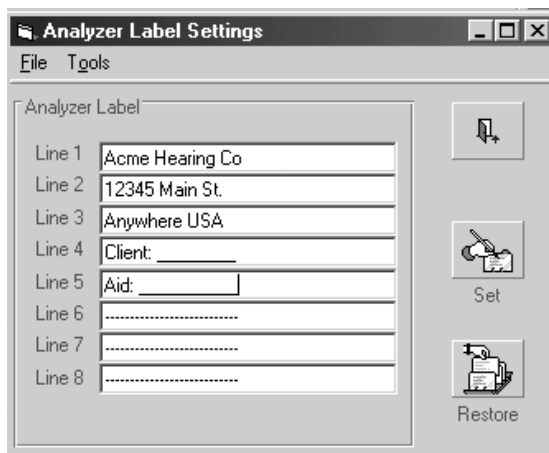 Analyzer Label Settings
File Tools
Analyzer Label
Line 1 Acme Hearing Co
Line 2 12345 Main St.
Line 3 Anywhere USA
Line 4 Client: ________
Line 5 Aid: __________
Line 6 --------------------------
Line 7 --------------------------
Line 8 --------------------------
Set
Restore